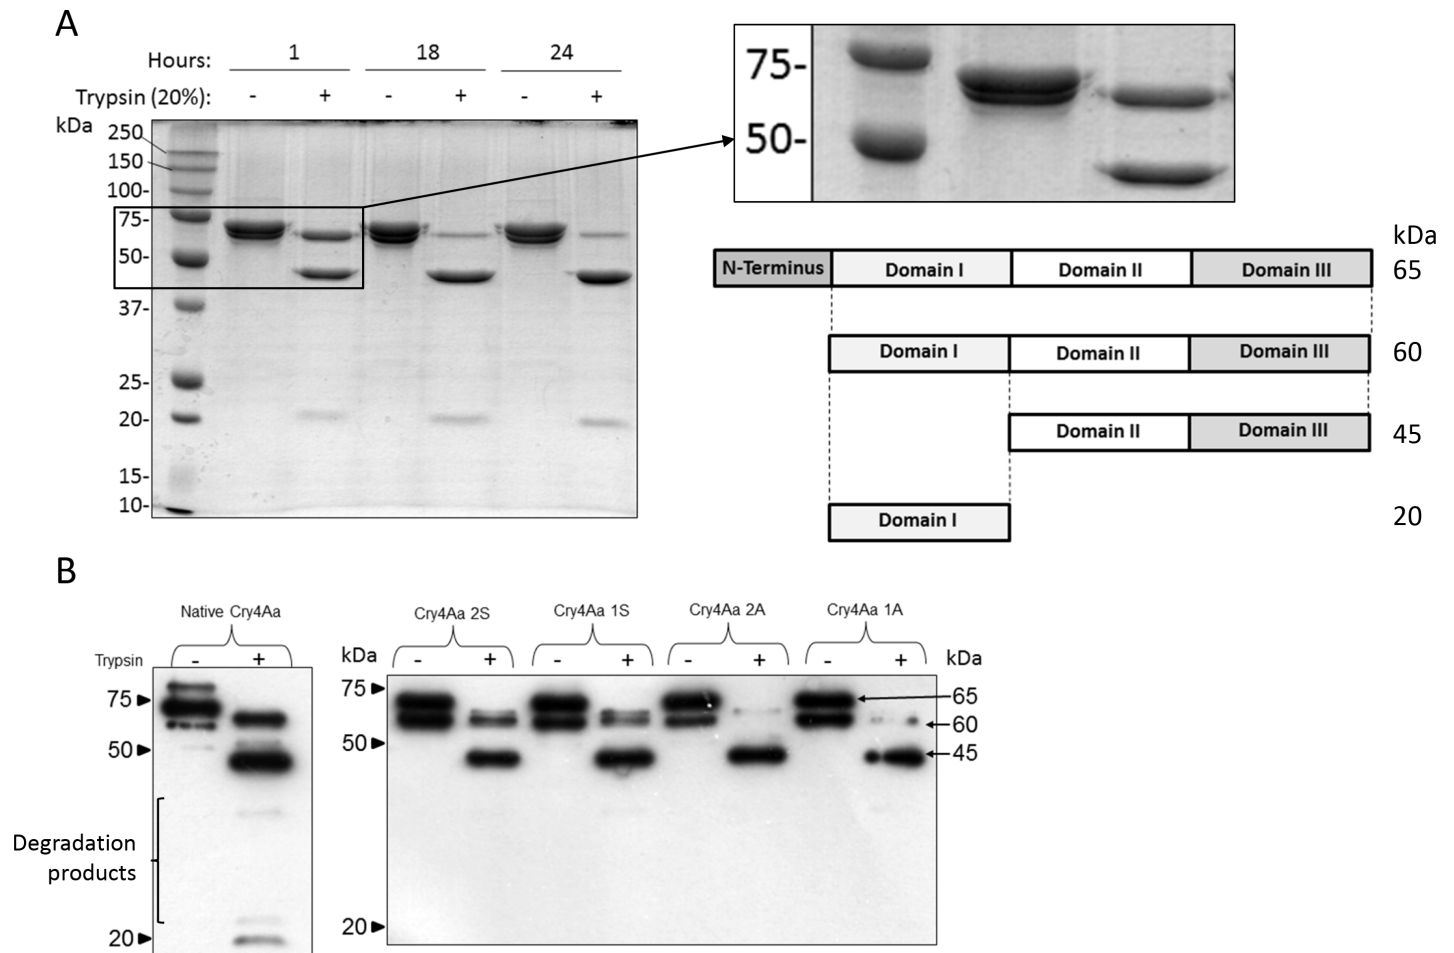 A
Hours: 1 18 24
Trypsin (20%): - + - + - +
kDa
250
150
100-
75-
50-
37-
25-
20-
15-
10-
75-
50-
kDa
N-Terminus Domain I Domain II Domain III 65
Domain I Domain II Domain III 60
Domain II Domain III 45
Domain I 20
B
Native Cry4Aa
Trypsin - +
75
50
Degradation
products
20
Cry4Aa 2S Cry4Aa 1S Cry4Aa 2A Cry4Aa 1A
kDa - + - + - + - + kDa
75
50
20
65
60
45